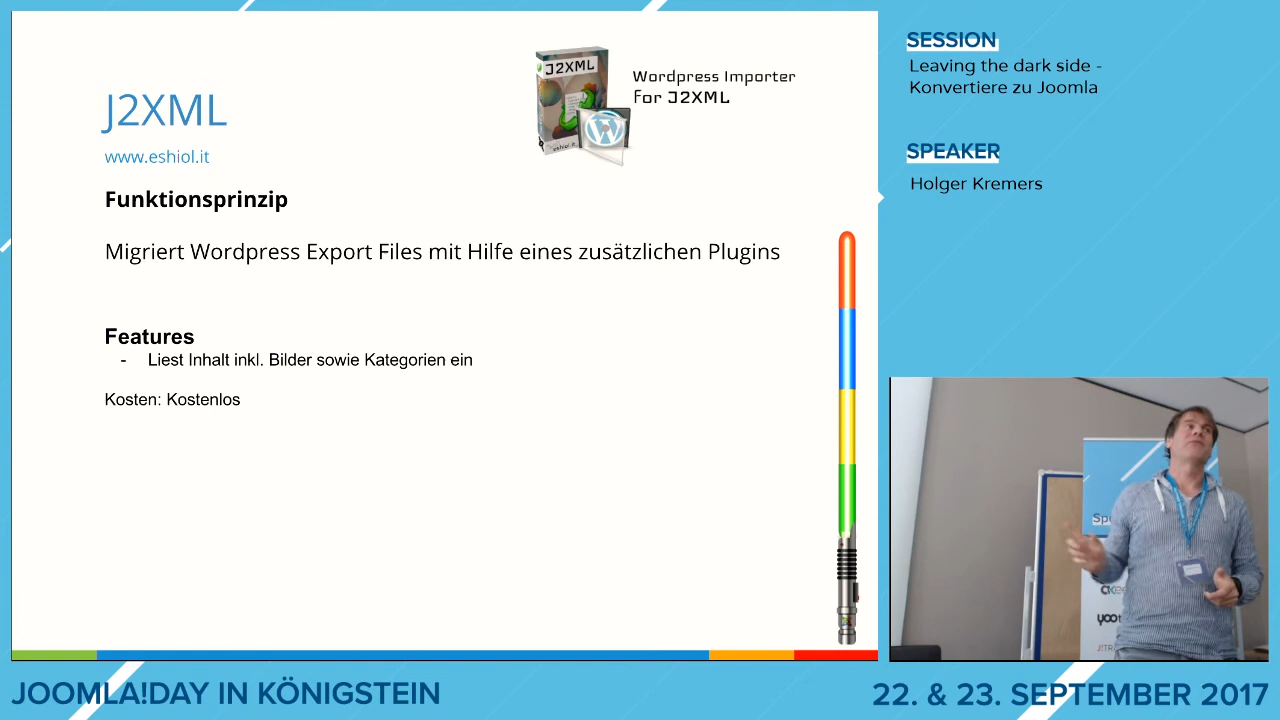 J2XML
Wordpress Importer
for J2XML
eshiol.it
J2XML
www.eshiol.it
Funktionsprinzip
Migriert Wordpress Export Files mit Hilfe eines zusätzlichen Plugins
Features
- Liest Inhalt inkl. Bilder sowie Kategorien ein
Kosten: Kostenlos
SESSION
Leaving the dark side -
Konvertiere zu Joomla
SPEAKER
Holger Kremers
JOOMLA!DAY IN KÖNIGSTEIN
22. & 23. SEPTEMBER 2017